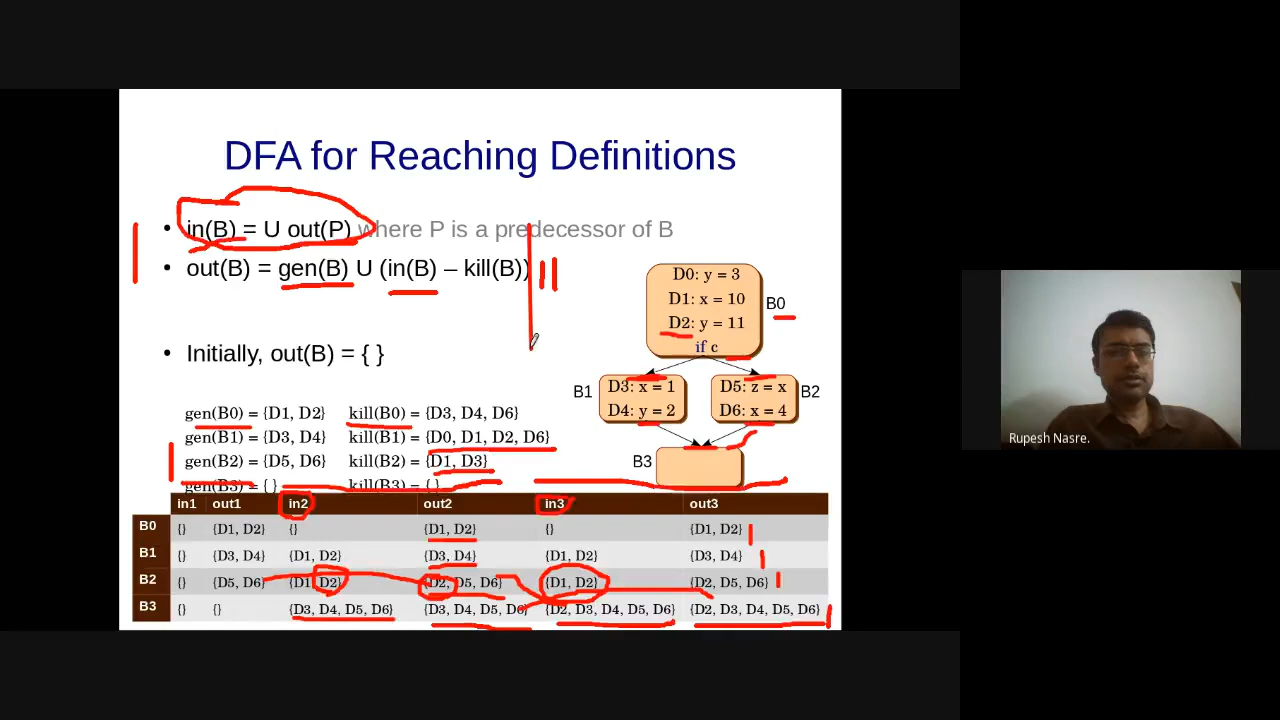 DFA for Reaching Definitions
• in(B) = U out(P) where P is a predecessor of B
• out(B) = gen(B) U (in(B) – kill(B))
• Initially, out(B) = { }
D0: y = 3
D1: x = 10
D2: y = 11
if c
B0
B1
D3: x = 1
D4: y = 2
D5: z = x
D6: x = 4
B2
B3
gen(B0) = {D1, D2} kill(B0) = {D3, D4, D6}
gen(B1) = {D3, D4} kill(B1) = {D0, D1, D2, D6}
gen(B2) = {D5, D6} kill(B2) = {D1, D3}
gen(B3) = { } kill(B3) = { }
in1 out1 in2 out2 in3 out3
B0 {} {D1, D2} {} {D1, D2} {} {D1, D2}
B1 {} {D3, D4} {D1, D2} {D3, D4} {D1, D2} {D3, D4}
B2 {} {D5, D6} {D1, D2} {D2, D5, D6} {D1, D2} {D2, D5, D6}
B3 {} {} {D3, D4, D5, D6} {D3, D4, D5, D6} {D2, D3, D4, D5, D6} {D2, D3, D4, D5, D6}
Rupesh Nasre.